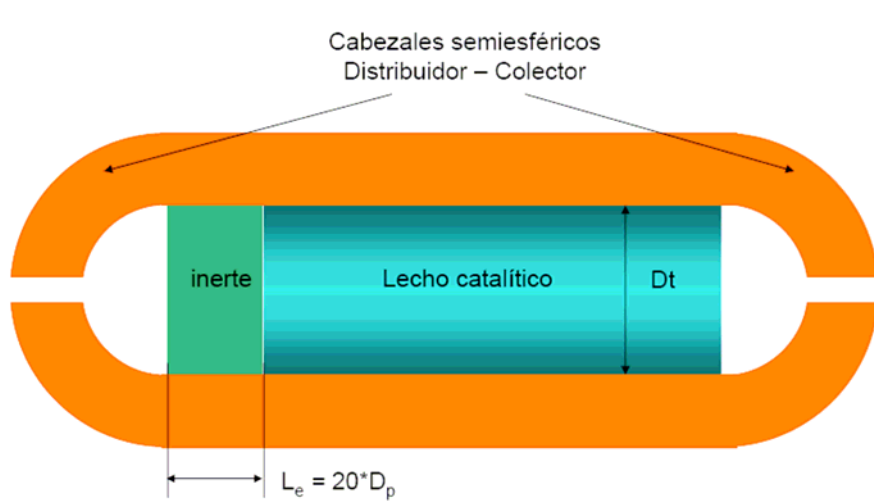 Cabezales semiesféricos
Distribuidor – Colector
inerte
Lecho catalítico
Dt
Le = 20*Dp